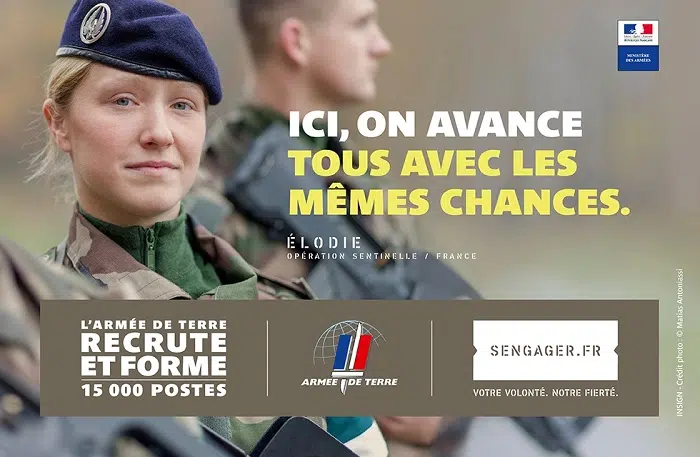 ICI, ON AVANCE
TOUS AVEC LES
MÊMES CHANCES.
ÉLODIE
OPÉRATION SENTINELLE / FRANCE
MINISTÈRE
DES ARMÉES
L'ARMÉE DE TERRE
RECRUTE
ET FORME
15 000 POSTES
ARMÉE DE TERRE
SENGAGER.FR
VOTRE VOLONTÉ. NOTRE FIERTÉ.
INSIGN - Crédit photo : © Matias Antoniassi